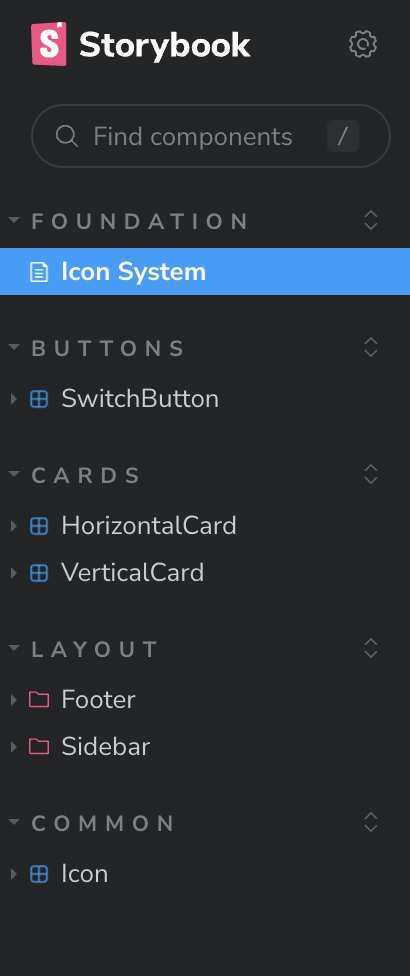 Storybook
Find components /
FOUNDATION
Icon System
BUTTONS
SwitchButton
CARDS
HorizontalCard
VerticalCard
LAYOUT
Footer
Sidebar
COMMON
Icon